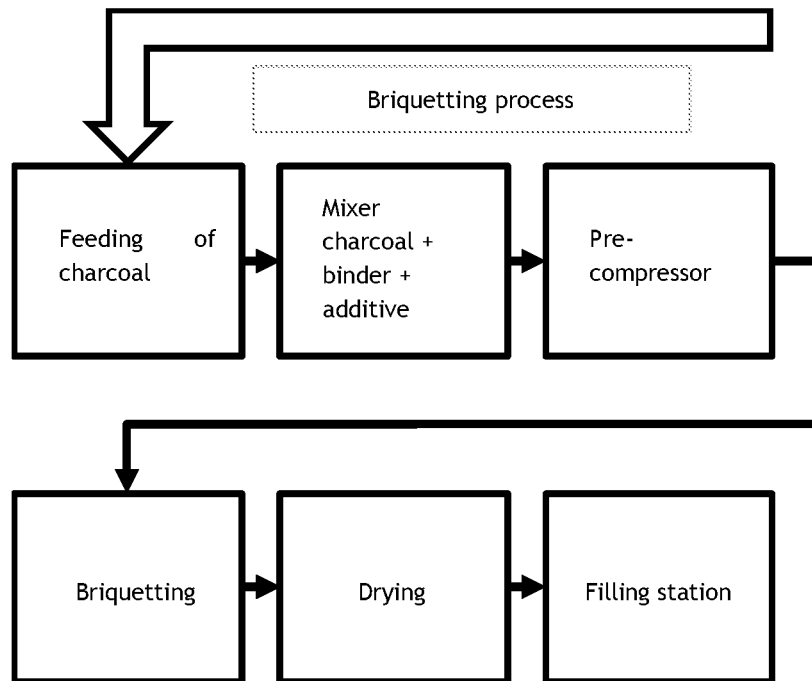 Briquetting process
Feeding of
charcoal
Mixer
charcoal +
binder +
additive
Pre-
compressor
Briquetting
Drying
Filling station